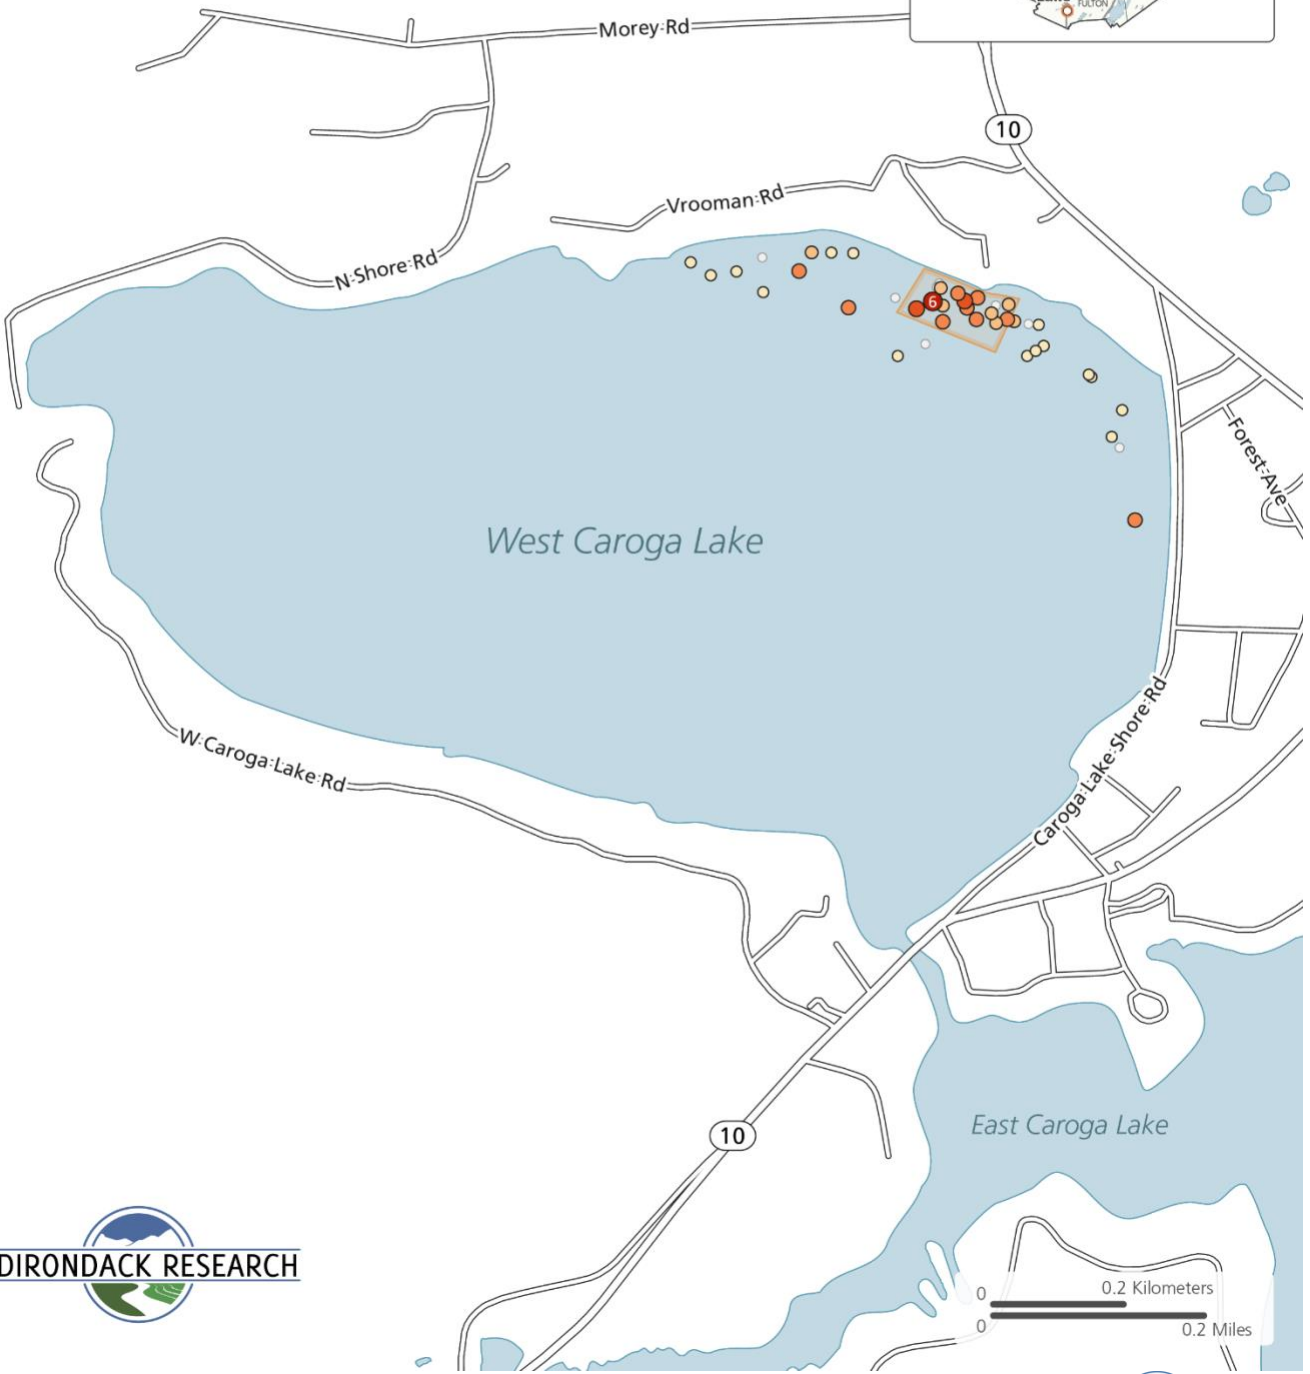 FULTON
Morey Rd
10
Vrooman Rd
N Shore Rd
6
Forest Ave
West Caroga Lake
Caroga Lake Shore Rd
W Caroga Lake Rd
East Caroga Lake
10
DIRONDACK RESEARCH
0 0.2 Kilometers
0 0.2 Miles